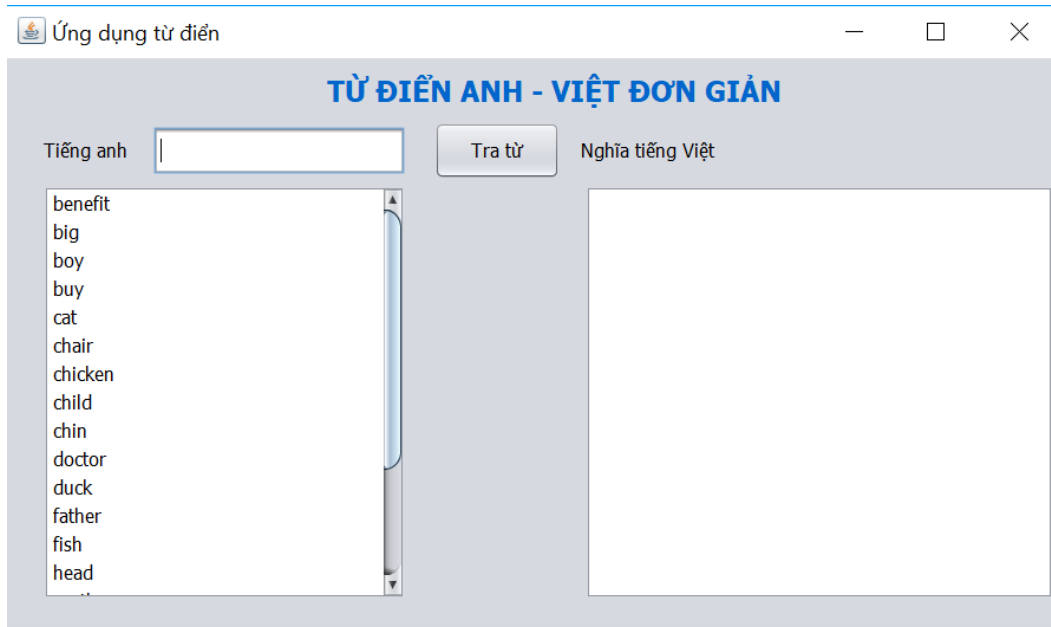 Ứng dụng từ điển
TỪ ĐIỂN ANH - VIỆT ĐƠN GIẢN
Tiếng anh
Tra từ
Nghĩa tiếng Việt
benefit
big
boy
buy
cat
chair
chicken
child
chin
doctor
duck
father
fish
head